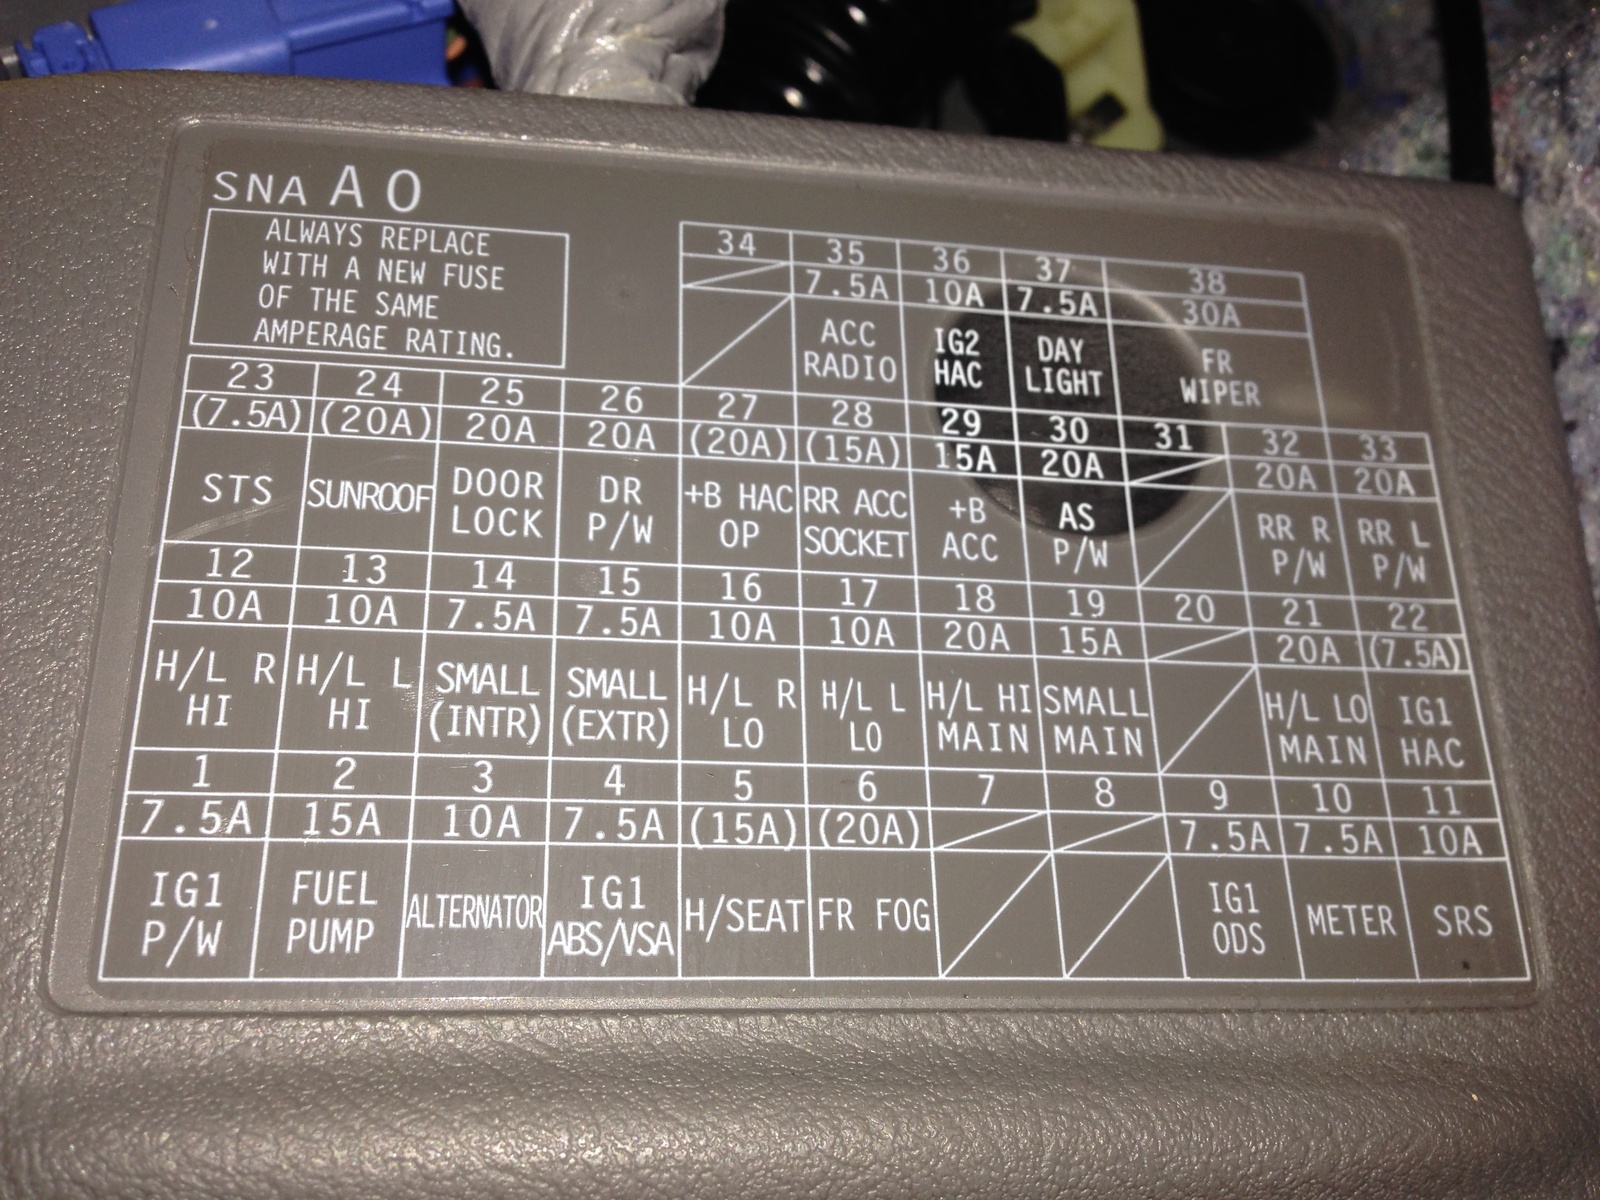 SNA A 0
ALWAYS REPLACE
WITH A NEW FUSE
OF THE SAME
AMPERAGE RATING.
34 35 36 37 38
7.5A 10A 7.5A 30A
ACC IG2 DAY FR
RADIO HAC LIGHT WIPER
23 24 25 26 27 28 29 30 31 32 33
(7.5A) (20A) 20A 20A (20A) (15A) 15A 20A 20A 20A
STS SUNROOF DOOR DR +B HAC RR ACC +B AS RR R RR L
LOCK P/W OP SOCKET ACC P/W P/W P/W
12 13 14 15 16 17 18 19 20 21 22
10A 10A 7.5A 7.5A 10A 10A 20A 15A 20A (7.5A)
H/L R H/L L SMALL SMALL H/L R H/L L H/L HI SMALL H/L LO IG1
HI HI (INTR) (EXTR) LO LO MAIN MAIN MAIN HAC
1 2 3 4 5 6 7 8 9 10 11
7.5A 15A 10A 7.5A (15A) (20A) 7.5A 7.5A 10A
IG1 FUEL ALTERNATOR IG1 H/SEAT FR FOG IG1 METER SRS
P/W PUMP ABS/VSA ODS